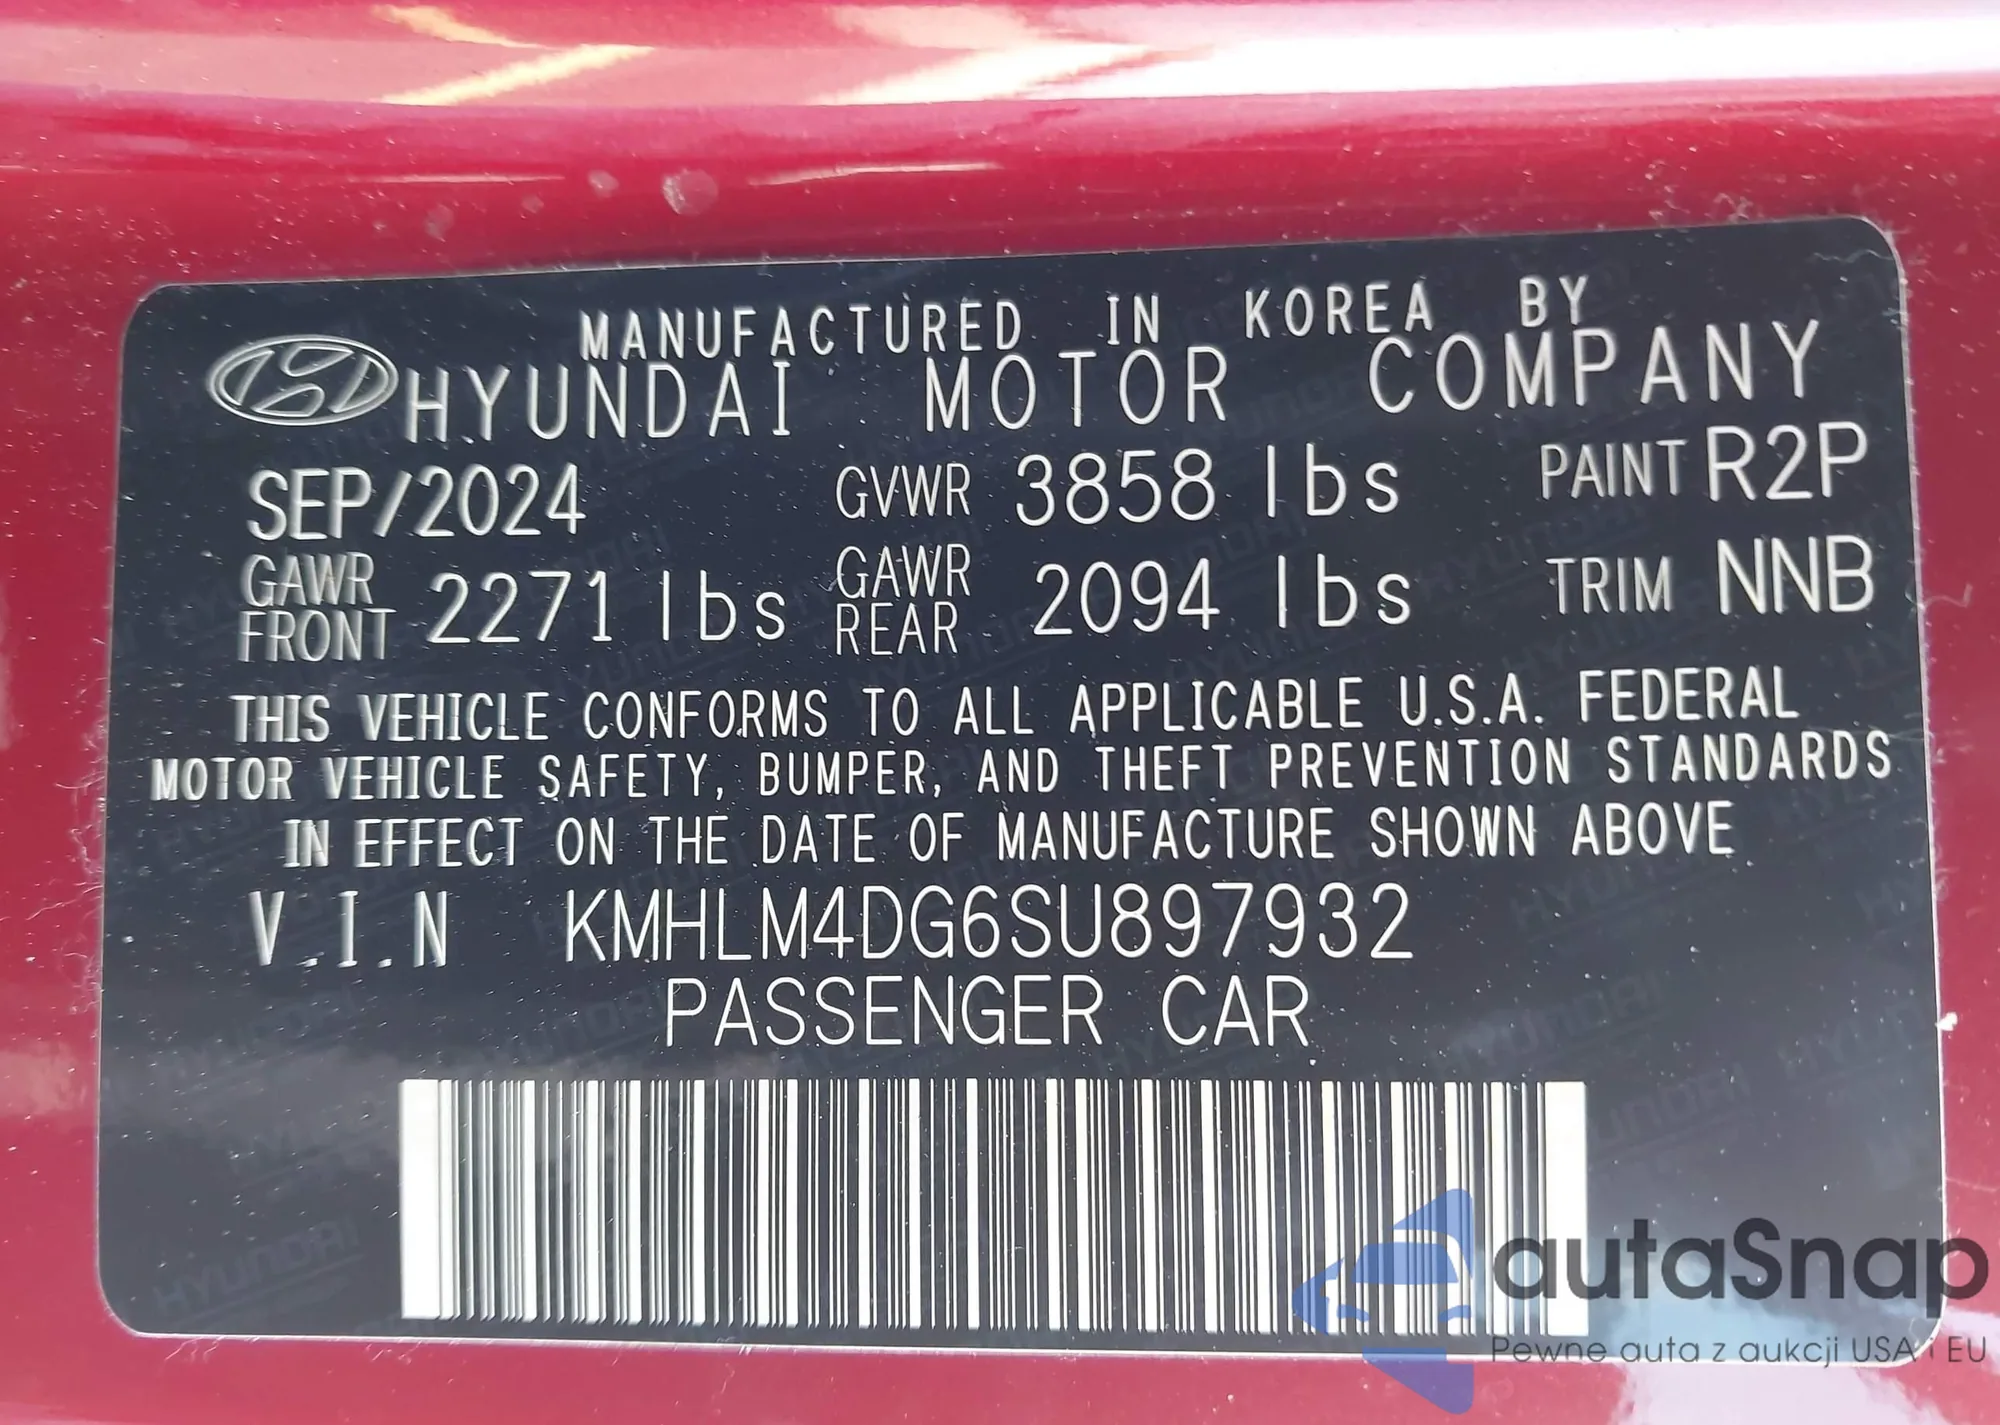 MANUFACTURED IN KOREA BY
HYUNDAI MOTOR COMPANY
SEP/2024 GVWR 3858 lbs PAINT R2P
GAWR FRONT 2271 lbs GAWR REAR 2094 lbs TRIM NNB
THIS VEHICLE CONFORMS TO ALL APPLICABLE U.S.A. FEDERAL
MOTOR VEHICLE SAFETY, BUMPER, AND THEFT PREVENTION STANDARDS
IN EFFECT ON THE DATE OF MANUFACTURE SHOWN ABOVE
V.I.N KMHLM4DG6SU897932
PASSENGER CAR
autaSnap
Pewne auta z aukcji USA i EU